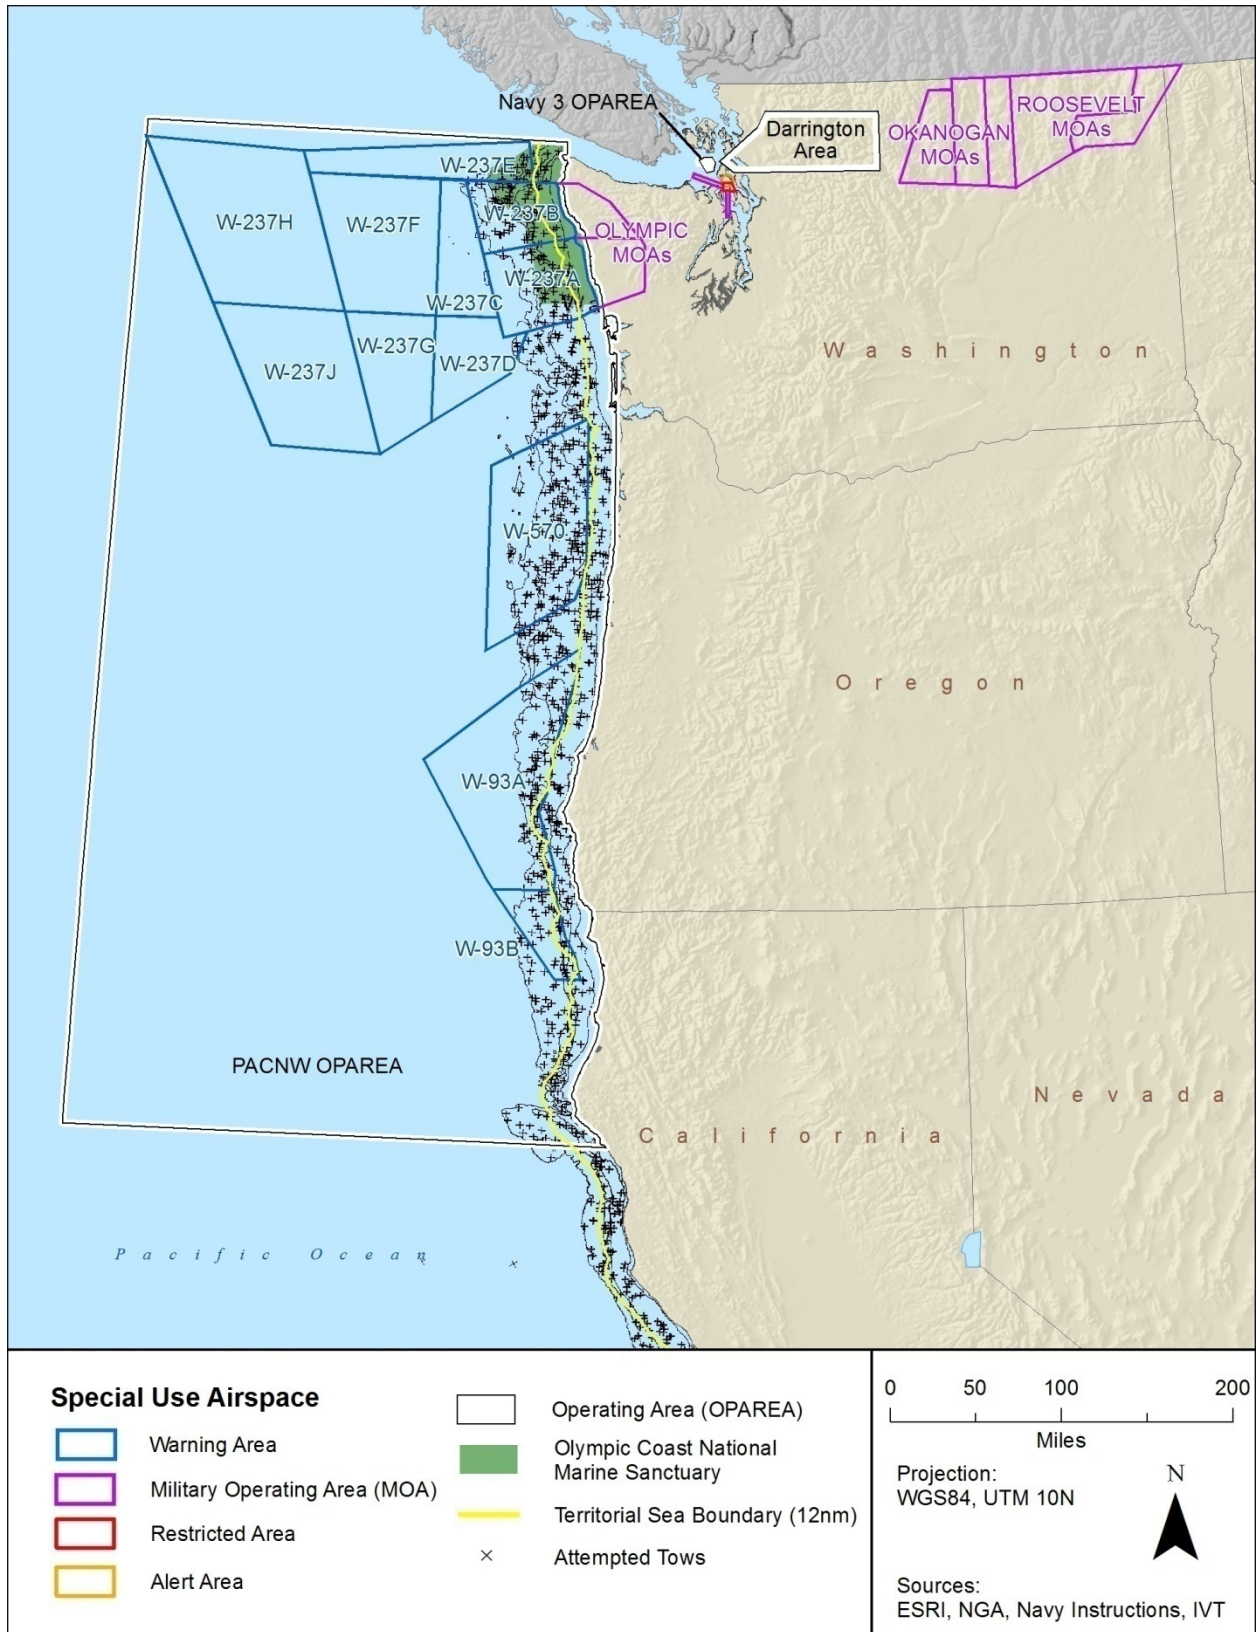 Navy 3 OPAREA
Darrington
Area
OKANOGAN
MOAs
ROOSEVELT
MOAs
W-237E
W-237H
W-237F
W-237B
OLYMPIC
MOAs
W-237A
W-237C
W-237G
W-237D
W-237J
Washington
W-570
Oregon
W-93A
W-93B
PACNW OPAREA
Nevada
California
Pacific Ocean
Special Use Airspace
Warning Area
Military Operating Area (MOA)
Restricted Area
Alert Area
Operating Area (OPAREA)
Olympic Coast National
Marine Sanctuary
Territorial Sea Boundary (12nm)
Attempted Tows
0 50 100 200
Miles
Projection:
WGS84, UTM 10N
N
Sources:
ESRI, NGA, Navy Instructions, IVT